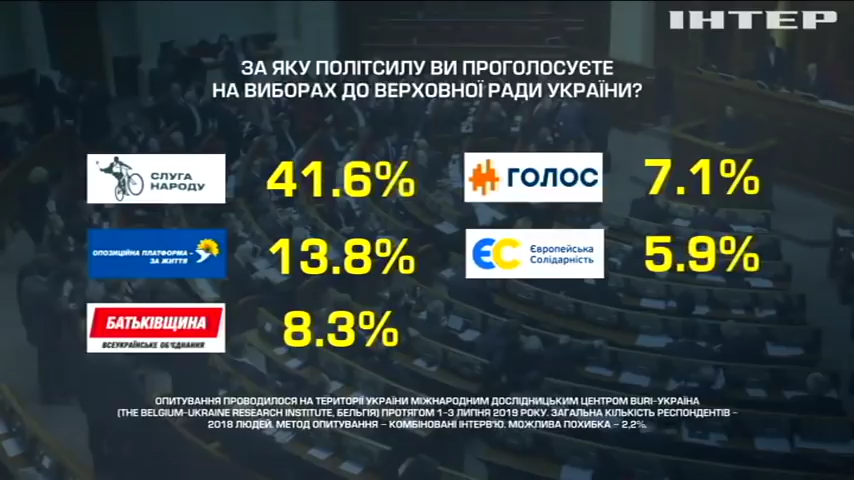 ІНТЕР
ЗА ЯКУ ПОЛІТСИЛУ ВИ ПРОГОЛОСУЄТЕ
НА ВИБОРАХ ДО ВЕРХОВНОЇ РАДИ УКРАЇНИ?
СЛУГА
НАРОДУ
41.6%
ОПОЗИЦІЙНА ПЛАТФОРМА –
ЗА ЖИТТЯ
13.8%
БАТЬКІВЩИНА
ВСЕУКРАЇНСЬКЕ ОБ'ЄДНАННЯ
8.3%
ГОЛОС
7.1%
ЄС
Європейська
Солідарність
5.9%
ОПИТУВАННЯ ПРОВОДИЛОСЯ НА ТЕРИТОРІЇ УКРАЇНИ МІЖНАРОДНИМ ДОСЛІДНИЦЬКИМ ЦЕНТРОМ BURI-УКРАЇНА
(THE BELGIUM-UKRAINE RESEARCH INSTITUTE, БЕЛЬГІЯ) ПРОТЯГОМ 1-3 ЛИПНЯ 2019 РОКУ. ЗАГАЛЬНА КІЛЬКІСТЬ РЕСПОНДЕНТІВ –
2018 ЛЮДЕЙ. МЕТОД ОПИТУВАННЯ – КОМБІНОВАНІ ІНТЕРВ'Ю. МОЖЛИВА ПОХИБКА – 2,2%.